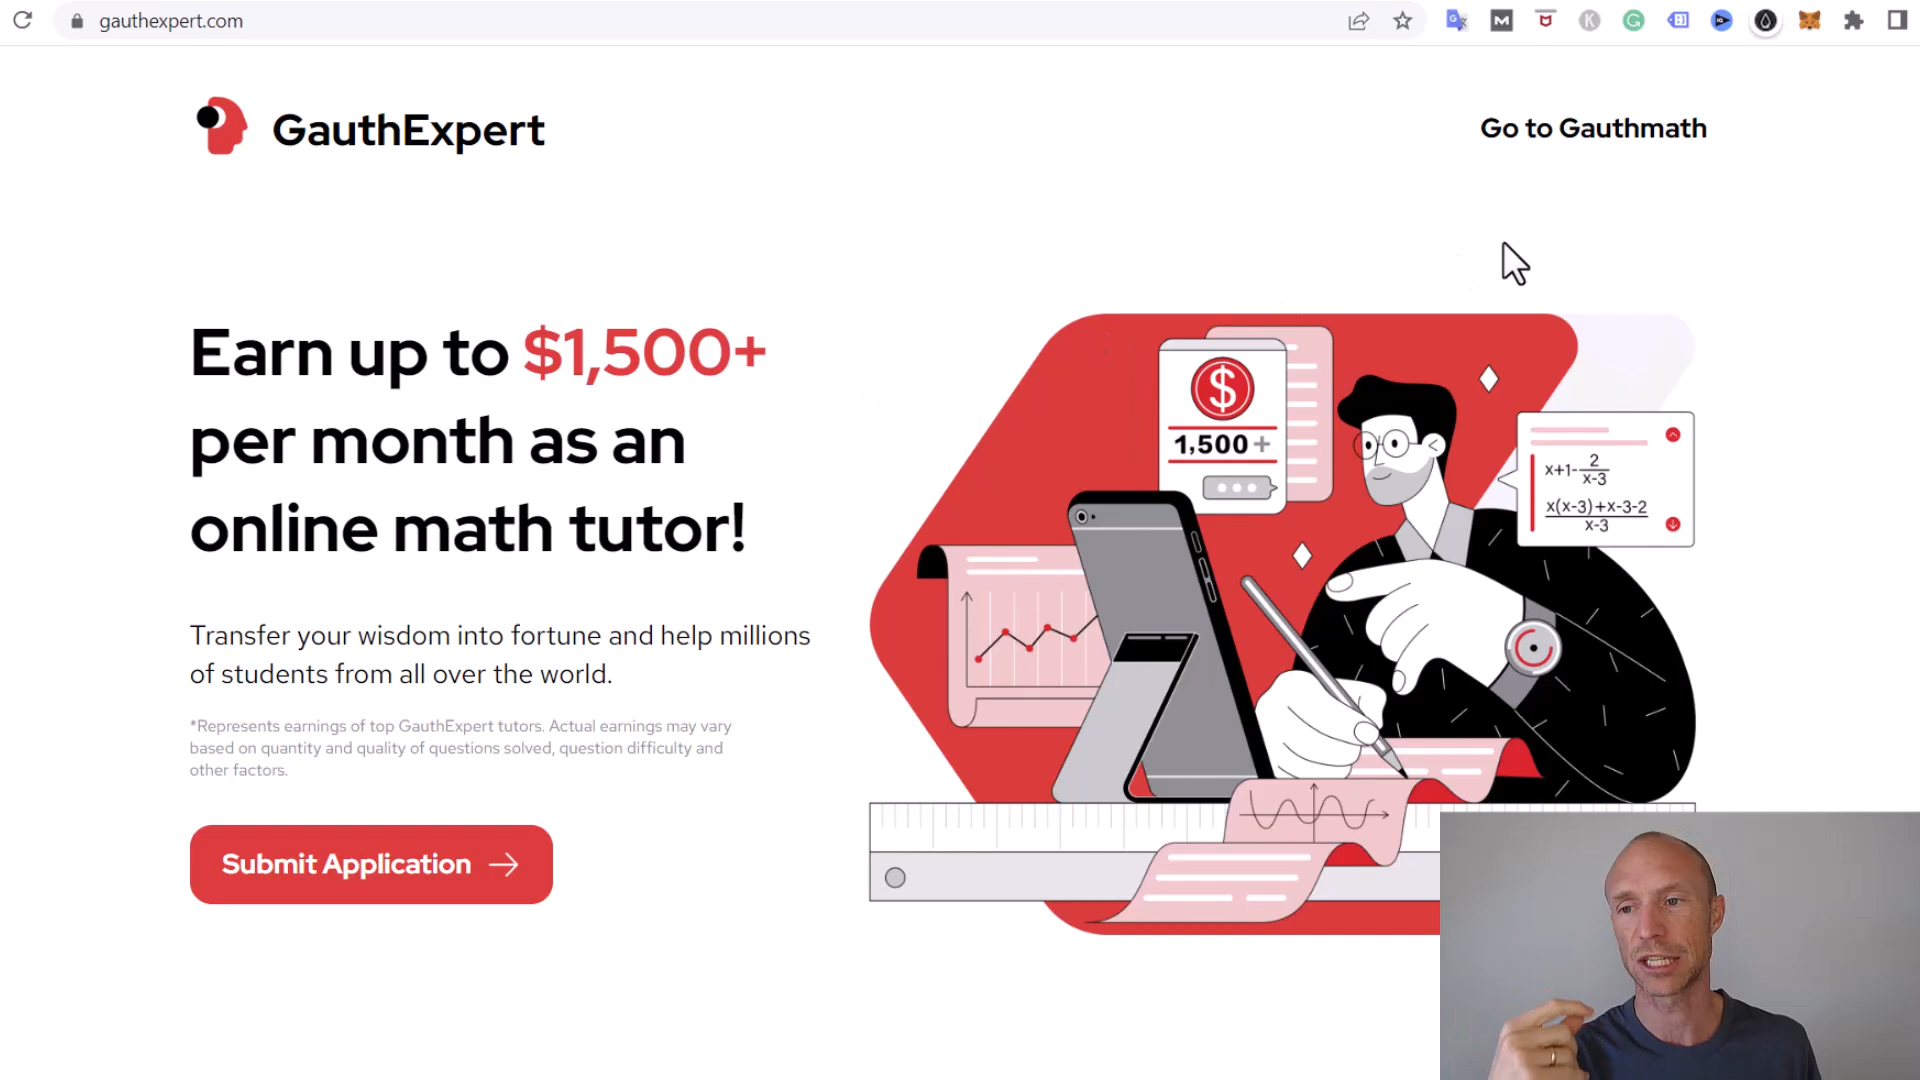 gauthexpert.com
GauthExpert
Go to Gauthmath
Earn up to $1,500+
per month as an
online math tutor!
Transfer your wisdom into fortune and help millions
of students from all over the world.
*Represents earnings of top GauthExpert tutors. Actual earnings may vary
based on quantity and quality of questions solved, question difficulty and
other factors.
Submit Application
$
1,500+
x+1-2/x-3
x(x-3)+x-3-2/x-3